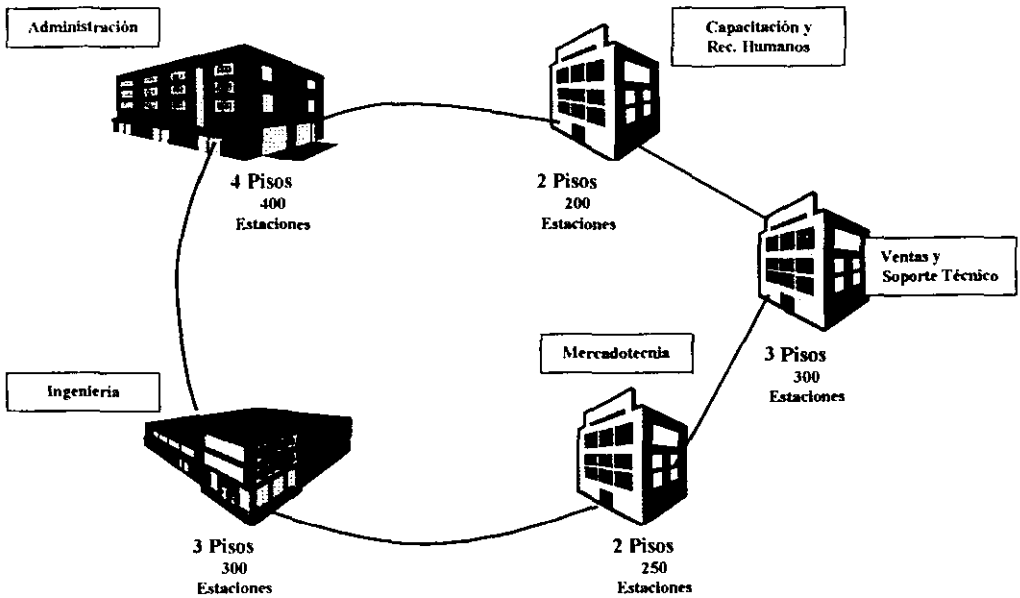 Administración
4 Pisos
400
Estaciones
Capacitación y
Rec. Humanos
2 Pisos
200
Estaciones
Ventas y
Soporte Técnico
3 Pisos
300
Estaciones
Mercadotecnia
2 Pisos
250
Estaciones
Ingeniería
3 Pisos
300
Estaciones